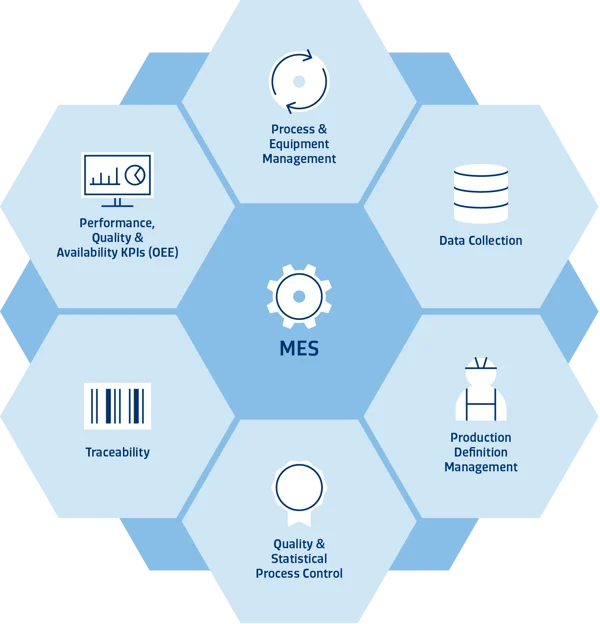 Process &
Equipment
Management
Performance,
Quality &
Availability KPIs (OEE)
Data Collection
MES
Traceability
Production
Definition
Management
Quality &
Statistical
Process Control